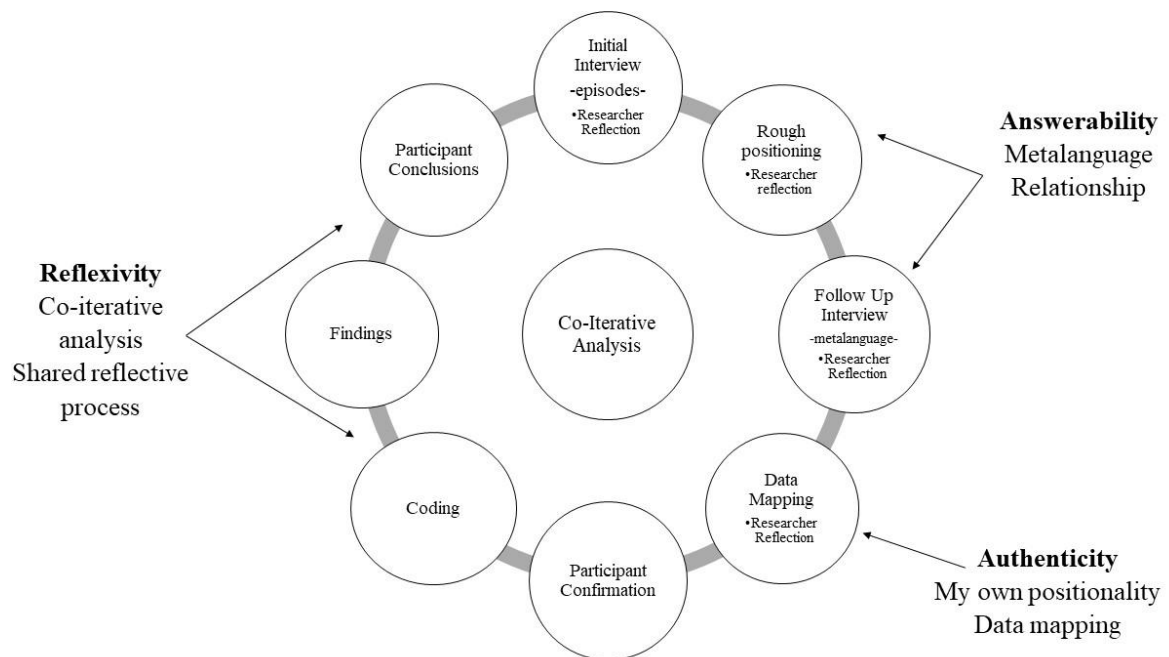 Initial
Interview
-episodes-
•Researcher
Reflection
Rough
positioning
•Researcher
reflection
Answerability
Metalanguage
Relationship
Follow Up
Interview
-metalanguage-
•Researcher
Reflection
Data
Mapping
•Researcher
Reflection
Authenticity
My own positionality
Data mapping
Participant
Confirmation
Coding
Findings
Participant
Conclusions
Reflexivity
Co-iterative
analysis
Shared reflective
process
Co-Iterative
Analysis